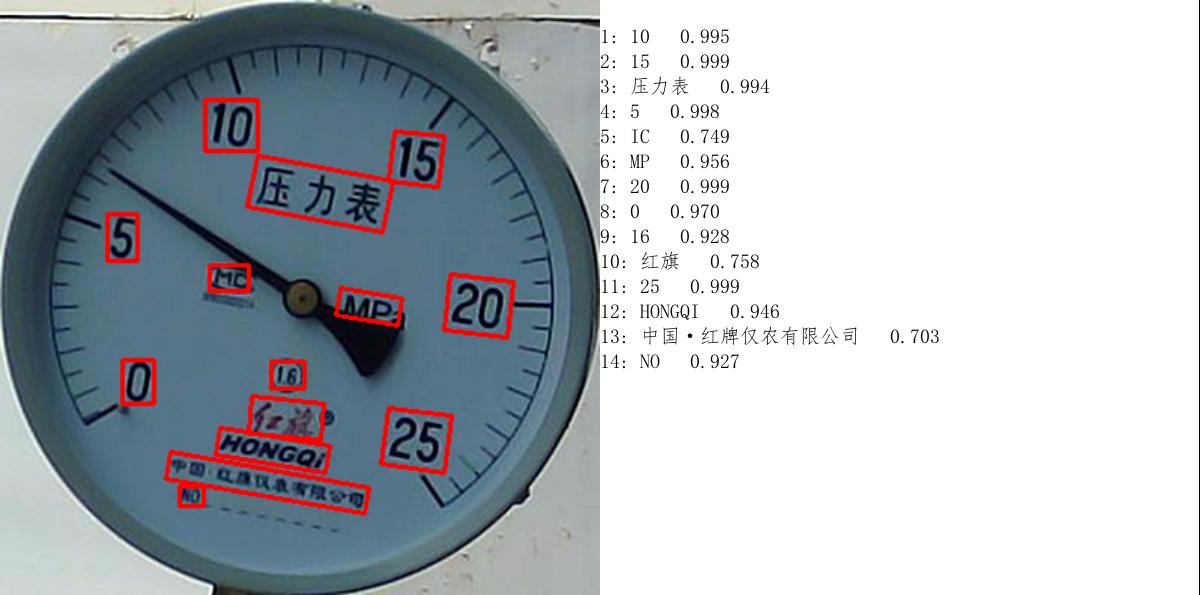 10
15
压力表
5
MC
MPa
20
0
1.6
25
红旗®
HONGQi
中国·红旗仪表有限公司
NO
1: 10 0.995
2: 15 0.999
3: 压力表 0.994
4: 5 0.998
5: IC 0.749
6: MP 0.956
7: 20 0.999
8: 0 0.970
9: 16 0.928
10: 红旗 0.758
11: 25 0.999
12: HONGQI 0.946
13: 中国·红牌仪农有限公司 0.703
14: NO 0.927